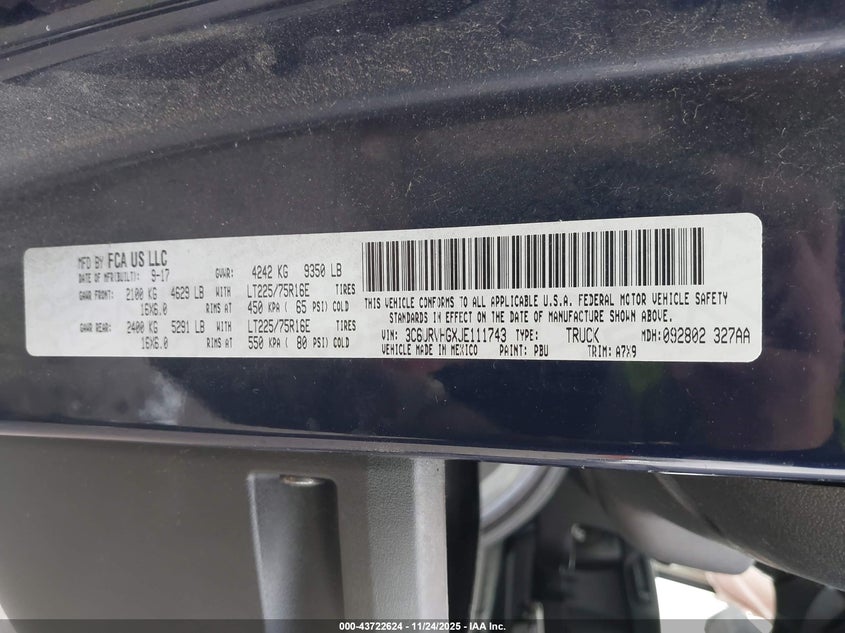 MFD BY FCA US LLC
DATE OF MFR(BUILT): 9-17 GVWR: 4242 KG 9350 LB
GAWR FRONT: 2100 KG 4629 LB WITH LT225/75R16E TIRES
16X6.0 RIMS AT 450 KPA ( 65 PSI) COLD
GAWR REAR: 2400 KG 5291 LB WITH LT225/75R16E TIRES
16X6.0 RIMS AT 550 KPA ( 80 PSI) COLD
THIS VEHICLE CONFORMS TO ALL APPLICABLE U.S.A. FEDERAL MOTOR VEHICLE SAFETY
STANDARDS IN EFFECT ON THE DATE OF MANUFACTURE SHOWN ABOVE.
VIN: 3C6URVHGXJE111743 TYPE: TRUCK MDH:092802 327AA
VEHICLE MADE IN MEXICO PAINT: PBU TRIM: A7X9
000-43722624 | 11/24/2025 | IAA Inc.